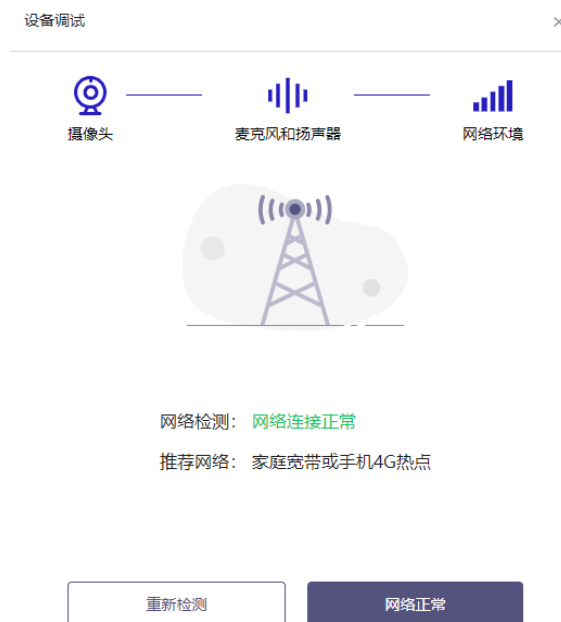 设备调试
摄像头
麦克风和扬声器
网络环境
网络检测: 网络连接正常
推荐网络: 家庭宽带或手机4G热点
重新检测
网络正常